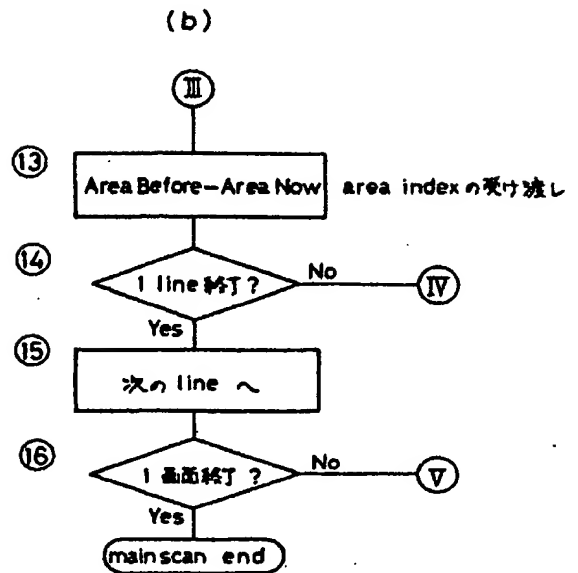 (b)
Ⅲ
⑬
Area Before-Area Now area indexの受け渡し
⑭
1 line 終了?
No
Ⅳ
Yes
⑮
次の line へ
⑯
1 画面終了?
No
Ⅴ
Yes
mainscan end